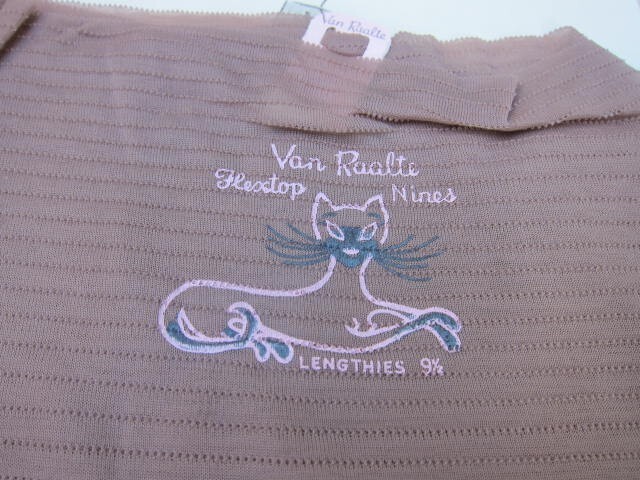 Van Raalte
Van Raalte
Flextop Nines
LENGTHIES 9½